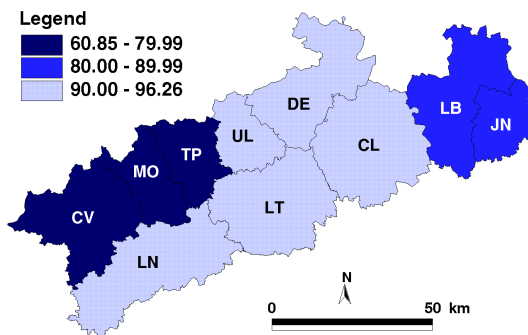 Legend
60.85 - 79.99
80.00 - 89.99
90.00 - 96.26
DE
LB
JN
UL
CL
TP
MO
CV
LT
LN
N
0 50 km